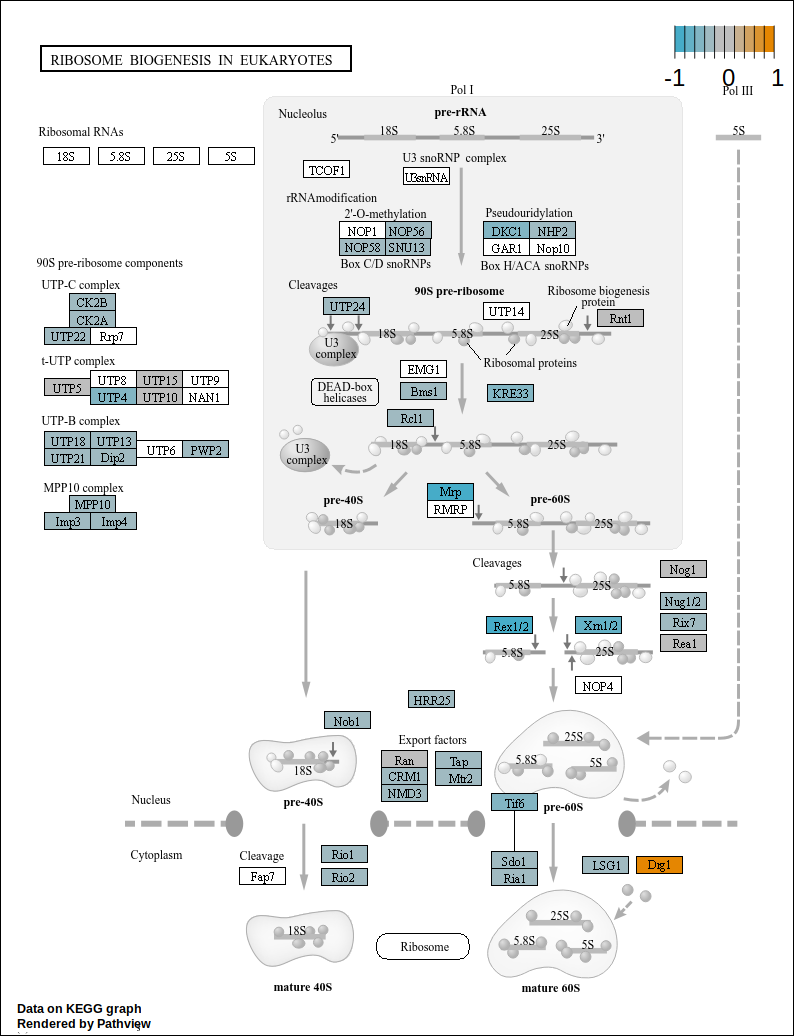 RIBOSOME BIOGENESIS IN EUKARYOTES
-1 0 1
Pol I
Pol III
Nucleolus
pre-rRNA
Ribosomal RNAs
18S 5.8S 25S 5S
5' 18S 5.8S 25S 3'
5S
TCOF1
U3 snoRNP complex
U3snRNA
rRNAmodification
2'-O-methylation
NOP1 NOP56
NOP58 SNU13
Box C/D snoRNPs
Pseudouridylation
DKC1 NHP2
GAR1 Nop10
Box H/ACA snoRNPs
90S pre-ribosome components
UTP-C complex
CK2B
CK2A
UTP22 Rrp7
t-UTP complex
UTP5 UTP8 UTP15 UTP9
UTP4 UTP10 NAN1
UTP-B complex
UTP18 UTP13 UTP6 PWP2
UTP21 Dip2
MPP10 complex
MPP10
Imp3 Imp4
Cleavages
UTP24
90S pre-ribosome
UTP14
Ribosome biogenesis
protein
Rnt1
18S 5.8S 25S
U3
complex
Ribosomal proteins
EMG1
DEAD-box
helicases
Bms1
KRE33
Rcl1
18S 5.8S 25S
U3
complex
pre-40S
Mrp
RMRP
pre-60S
18S
5.8S 25S
Cleavages
5.8S 25S
Nog1
Nug1/2
Rix7
Rea1
Rex1/2
Xrn1/2
5.8S 25S
NOP4
HRR25
Nob1
18S
pre-40S
Export factors
Ran Tap
CRM1 Mtr2
NMD3
25S
5.8S 5S
Tif6
pre-60S
Nucleus
Cytoplasm
Cleavage
Fap7
Rio1
Rio2
Sdo1
Ria1
LSG1
Drg1
18S
mature 40S
Ribosome
25S
5.8S 5S
mature 60S
Data on KEGG graph
Rendered by Pathview